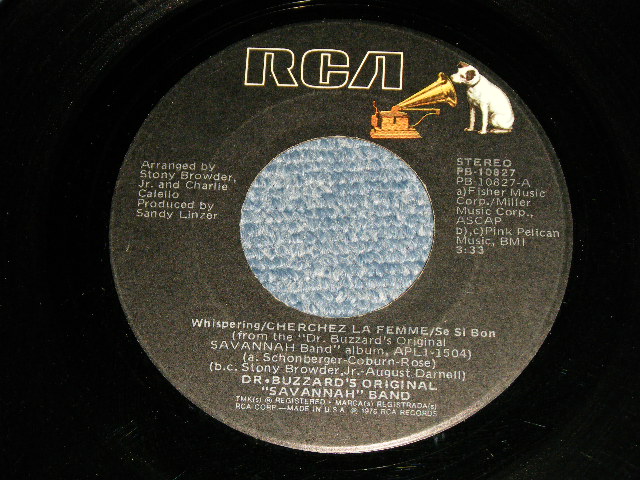 RCA
Arranged by
Stony Browder,
Jr. and Charlie
Calello
Produced by
Sandy Linzer
STEREO
PB-10827
PB-10827-A
a)Fisher Music
Corp./Miller
Music Corp.,
ASCAP
b),c)Pink Pelican
Music, BMI
3:33
Whispering/CHERCHEZ LA FEMME/Se Si Bon
(from the "Dr. Buzzard's Original
SAVANNAH Band" album, APL1-1504)
(a. Schonberger-Coburn-Rose)
(b.c. Stony Browder, Jr.-August Darnell)
DR. BUZZARD'S ORIGINAL
"SAVANNAH" BAND
TMK(s) ® REGISTERED • MARCA(s) REGISTRADA(s)
RCA CORP.—MADE IN U.S.A. ℗ 1976 RCA RECORDS